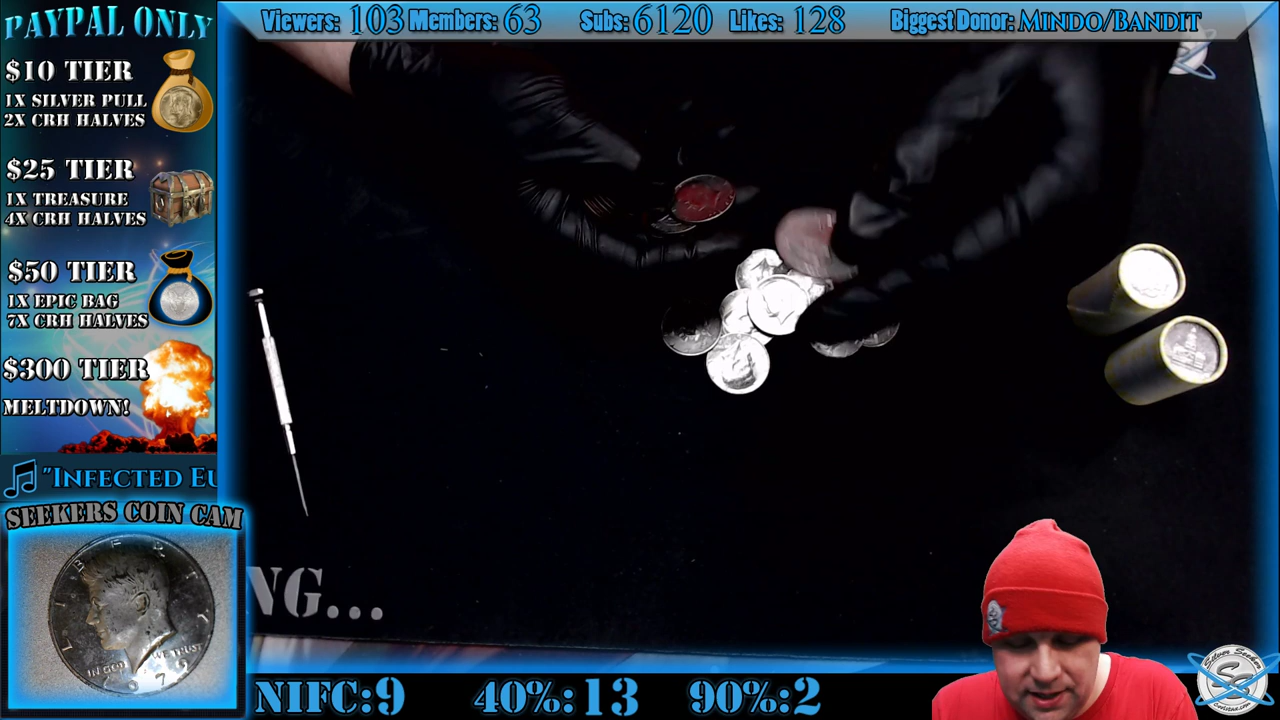 PAYPAL ONLY
Viewers: 103 Members: 63 Subs: 6120 Likes: 128 Biggest Donor: MINDO/BANDIT
$10 TIER
1X SILVER PULL
2X CRH HALVES
$25 TIER
1X TREASURE
4X CRH HALVES
$50 TIER
1X EPIC BAG
7X CRH HALVES
$300 TIER
MELTDOWN!
"INFECTED EU
SEEKERS COIN CAM
LIBERTY
IN GOD WE TRUST
NG...
NIFC:9 40%:13 90%:2
Silver Seeker